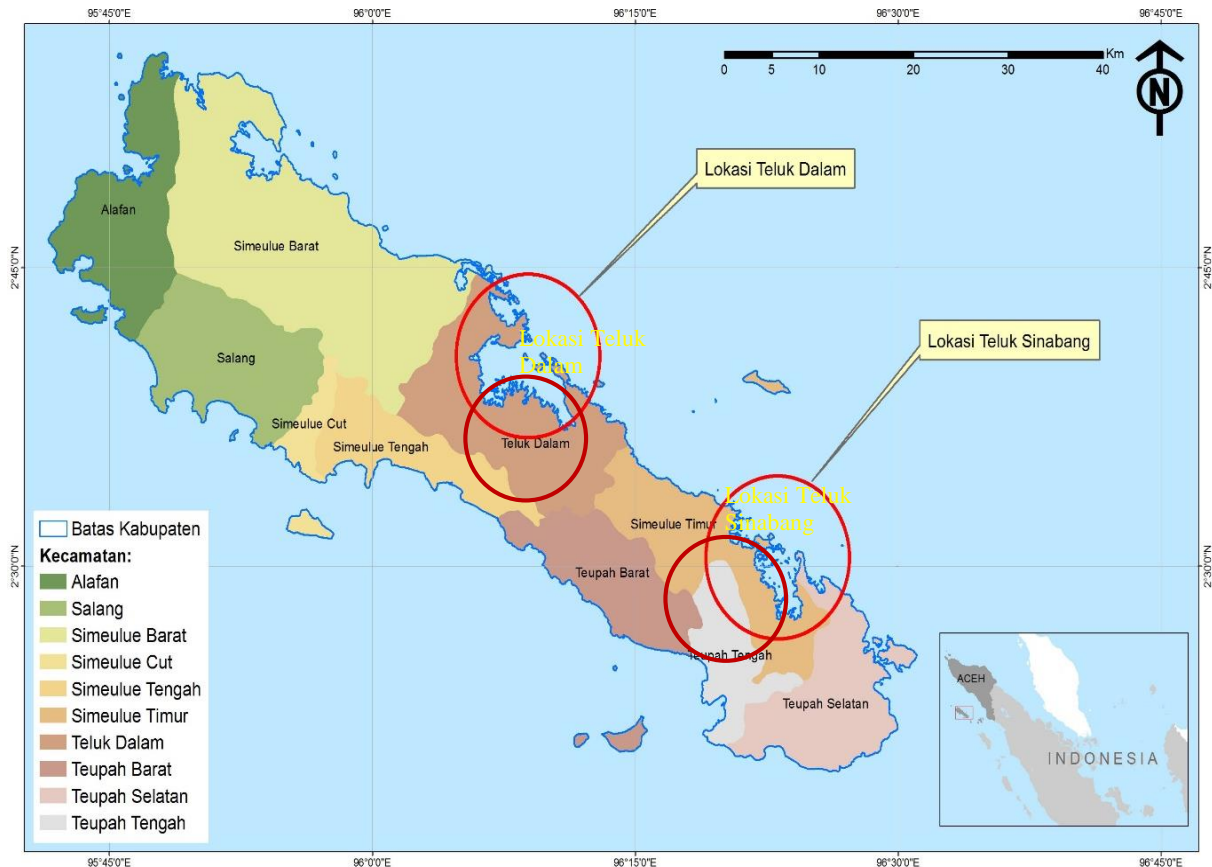 95°45'0"E 96°0'0"E 96°15'0"E 96°30'0"E 96°45'0"E
Km
0 5 10 20 30 40
N
Lokasi Teluk Dalam
Alafan
Simeulue Barat
2°45'0"N 2°45'0"N
Lokasi Teluk
Dalam
Lokasi Teluk Sinabang
Salang
Simeulue Cut
Simeulue Tengah
Teluk Dalam
Lokasi Teluk
Sinabang
Simeulue Timur
Teupah Barat
2°30'0"N 2°30'0"N
Teupah Tengah
Teupah Selatan
Batas Kabupaten
Kecamatan:
Alafan
Salang
Simeulue Barat
Simeulue Cut
Simeulue Tengah
Simeulue Timur
Teluk Dalam
Teupah Barat
Teupah Selatan
Teupah Tengah
ACEH
INDONESIA
95°45'0"E 96°0'0"E 96°15'0"E 96°30'0"E 96°45'0"E